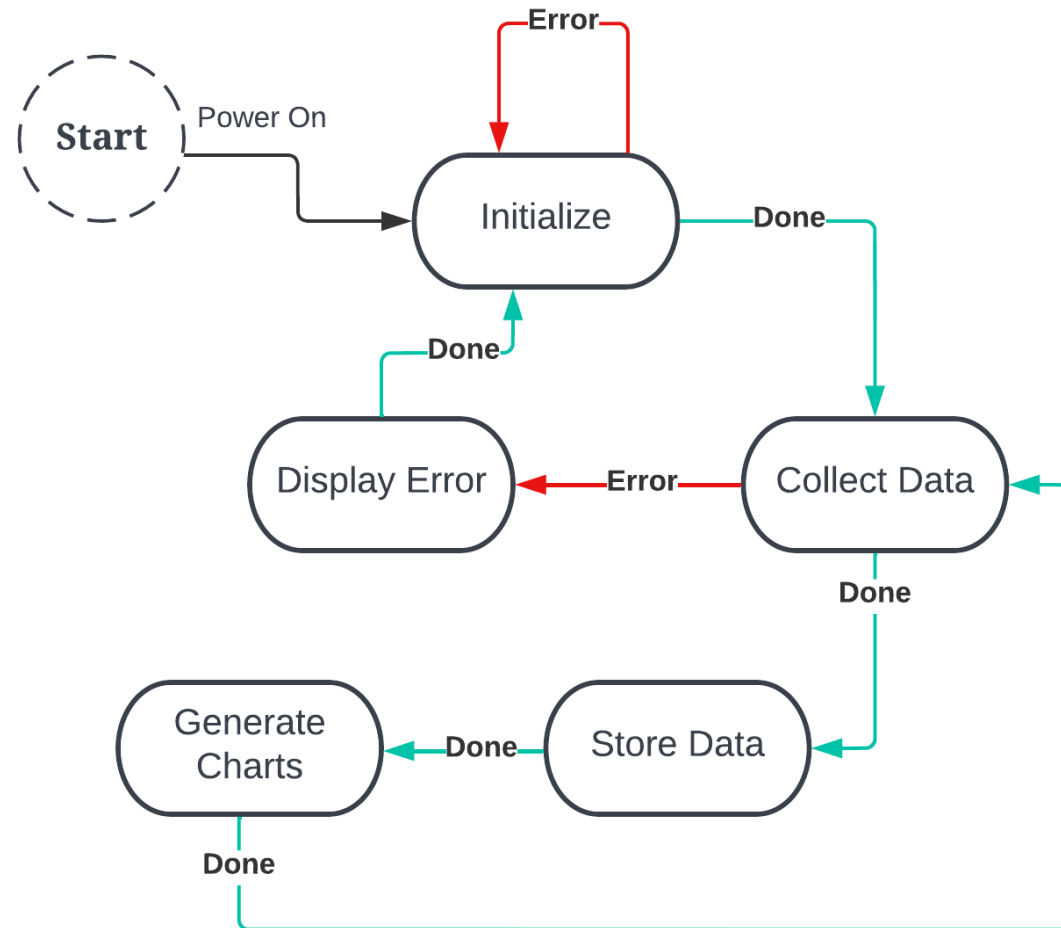 Error
Start
Power On
Initialize
Done
Done
Display Error
Error
Collect Data
Done
Generate
Charts
Done
Store Data
Done